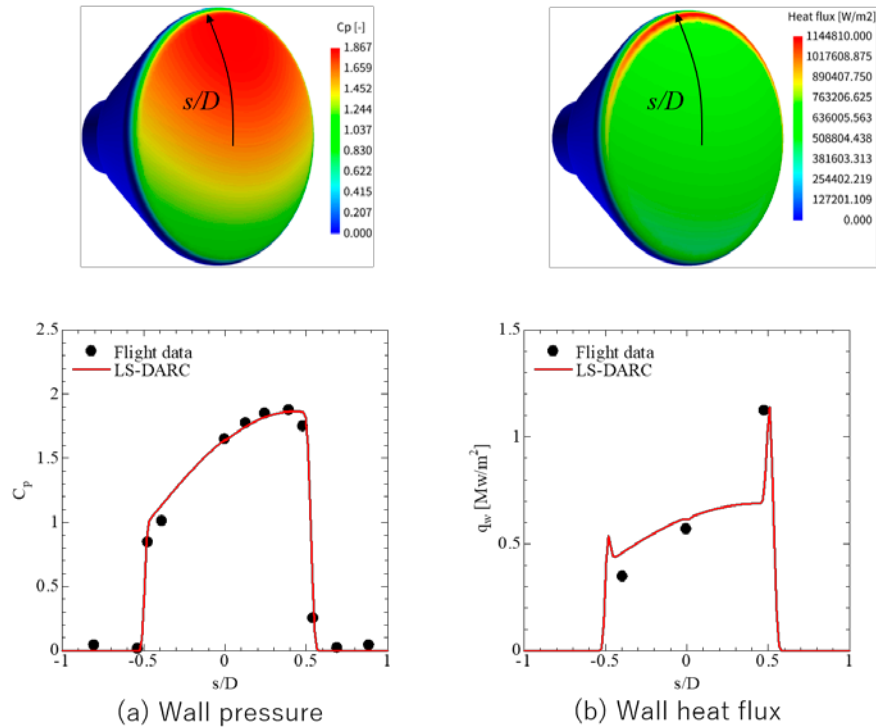 Cp [-]
1.867
1.659
1.452
1.244
1.037
0.830
0.622
0.415
0.207
0.000
s/D
Heat flux [W/m2]
1144810.000
1017608.875
890407.750
763206.625
636005.563
508804.438
381603.313
254402.219
127201.109
0.000
s/D
2.5
2
1.5
1
0.5
0
Cp
Flight data
LS-DARC
-1
-0.5
0
0.5
1
s/D
(a) Wall pressure
1.5
1
0.5
0
qw [Mw/m²]
Flight data
LS-DARC
-1
-0.5
0
0.5
1
s/D
(b) Wall heat flux